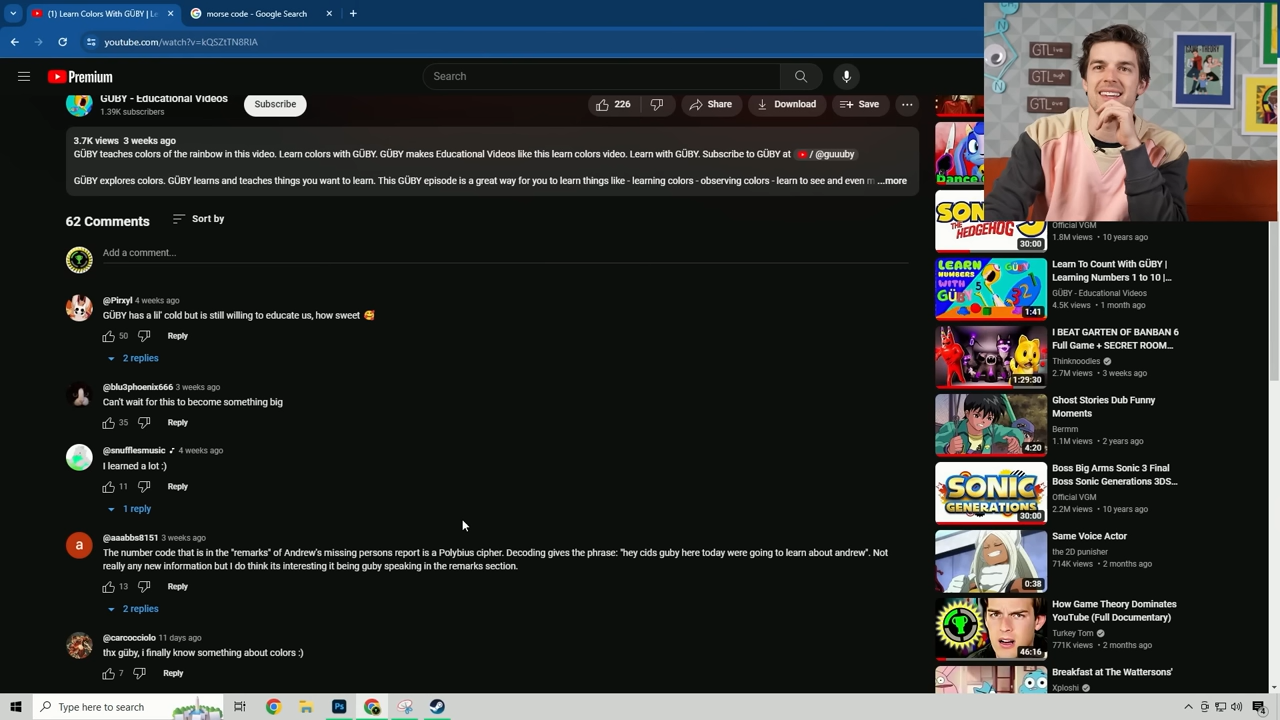 (1) Learn Colors With GÜBY | Le
morse code - Google Search
youtube.com/watch?v=kQSZtTN8RIA
Premium
Search
GÜBY - Educational Videos
1.39K subscribers
Subscribe
226
Share
Download
Save
3.7K views 3 weeks ago
GÜBY teaches colors of the rainbow in this video. Learn colors with GÜBY. GÜBY makes Educational Videos like this learn colors video. Learn with GÜBY. Subscribe to GÜBY at / @gduby
GÜBY explores colors. GÜBY learns and teaches things you want to learn. This GÜBY episode is a great way for you to learn things like - learning colors - observing colors - learn to see and even m ...more
62 Comments
Sort by
Add a comment...
@Pirxyl 4 weeks ago
GÜBY has a lil' cold but is still willing to educate us, how sweet 🥰
50
Reply
2 replies
@blu3phoenix666 3 weeks ago
Can't wait for this to become something big
35
Reply
@snufflesmusic 4 weeks ago
I learned a lot :)
11
Reply
1 reply
@aaabbs8151 3 weeks ago
The number code that is in the "remarks" of Andrew's missing persons report is a Polybius cipher. Decoding gives the phrase: "hey cids guby here today were going to learn about andrew". Not
really any new information but I do think its interesting it being guby speaking in the remarks section.
13
Reply
2 replies
@carcocciolo 11 days ago
thx güby, i finally know something about colors :)
7
Reply
GTLive
GTLaugh
GTLove
Dance
SON
THE HEDGEHOG
30:00
Official VGM
1.8M views • 10 years ago
LEARN
NUMBERS
WITH
GÜBY
1:41
Learn To Count With GÜBY |
Learning Numbers 1 to 10 |...
GÜBY - Educational Videos
4.5K views • 1 month ago
1:29:30
I BEAT GARTEN OF BANBAN 6
Full Game + SECRET ROOM...
Thinknoodles
2.7M views • 3 weeks ago
4:20
Ghost Stories Dub Funny
Moments
Bermm
1.1M views • 2 years ago
SONIC
GENERATIONS
30:00
Boss Big Arms Sonic 3 Final
Boss Sonic Generations 3DS...
Official VGM
2.2M views • 10 years ago
0:38
Same Voice Actor
the 2D punisher
714K views • 2 months ago
46:16
How Game Theory Dominates
YouTube (Full Documentary)
Turkey Tom
771K views • 2 months ago
Breakfast at The Wattersons'
Xploshi
Type here to search
4